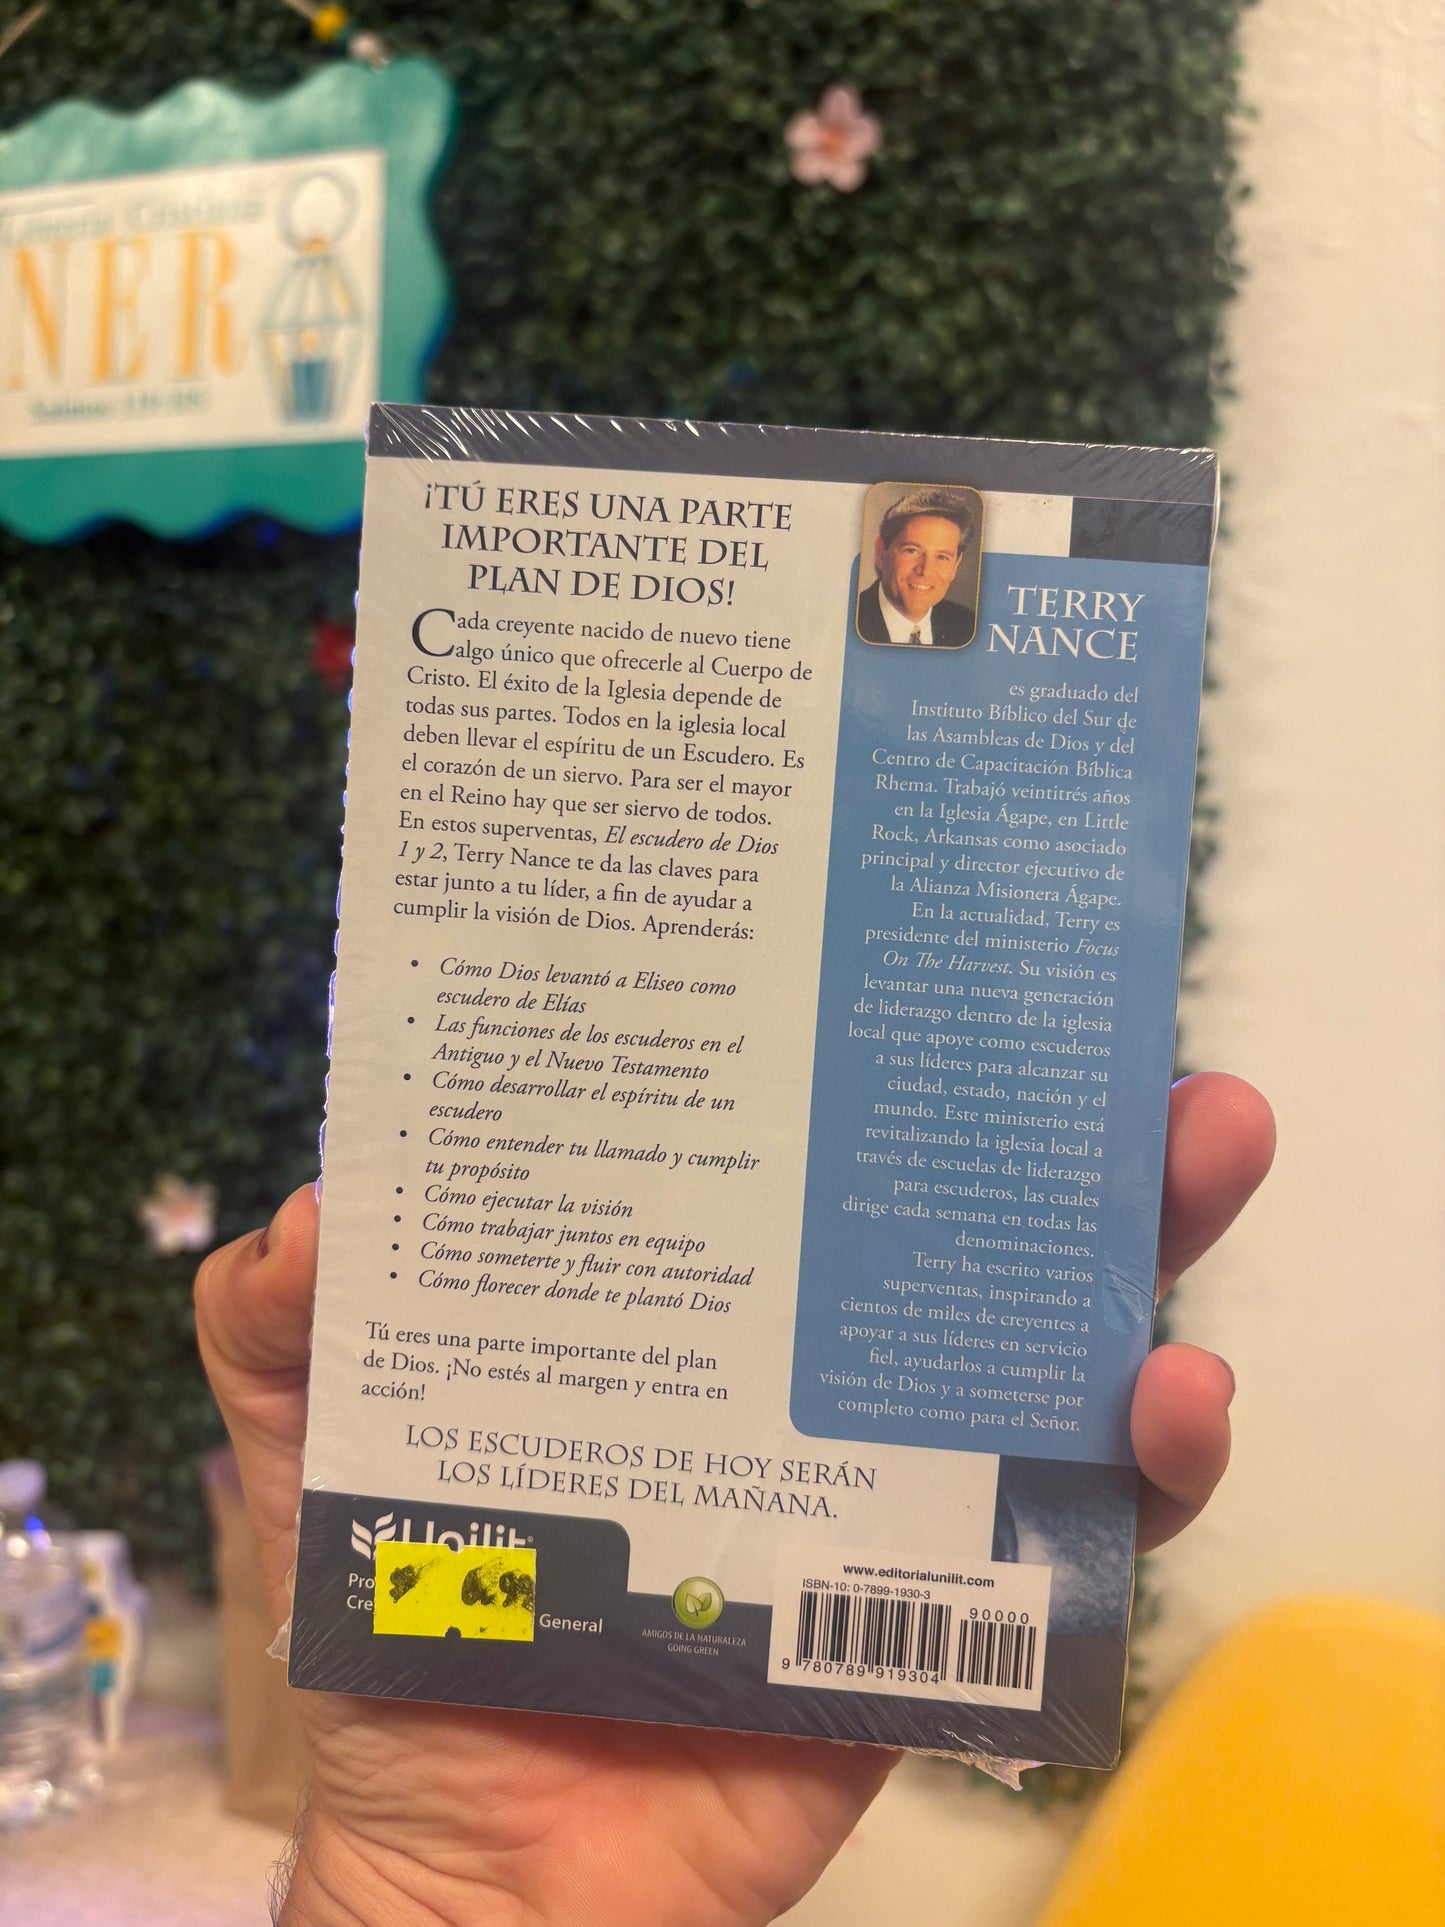 NER
¡TÚ ERES UNA PARTE
IMPORTANTE DEL
PLAN DE DIOS!
Cada creyente nacido de nuevo tiene
algo único que ofrecerle al Cuerpo de
Cristo. El éxito de la Iglesia depende de
todas sus partes. Todos en la iglesia local
deben llevar el espíritu de un Escudero. Es
el corazón de un siervo. Para ser el mayor
en el Reino hay que ser siervo de todos.
En estos superventas, El escudero de Dios
1 y 2, Terry Nance te da las claves para
estar junto a tu líder, a fin de ayudar a
cumplir la visión de Dios. Aprenderás:
• Cómo Dios levantó a Eliseo como
escudero de Elías
• Las funciones de los escuderos en el
Antiguo y el Nuevo Testamento
• Cómo desarrollar el espíritu de un
escudero
• Cómo entender tu llamado y cumplir
tu propósito
• Cómo ejecutar la visión
• Cómo trabajar juntos en equipo
• Cómo someterte y fluir con autoridad
• Cómo florecer donde te plantó Dios
Tú eres una parte importante del plan
de Dios. ¡No estés al margen y entra en
acción!
LOS ESCUDEROS DE HOY SERÁN
LOS LÍDERES DEL MAÑANA.
TERRY
NANCE
es graduado del
Instituto Bíblico del Sur de
las Asambleas de Dios y del
Centro de Capacitación Bíblica
Rhema. Trabajó veintitrés años
en la Iglesia Ágape, en Little
Rock, Arkansas como asociado
principal y director ejecutivo de
la Alianza Misionera Ágape.
En la actualidad, Terry es
presidente del ministerio Focus
On The Harvest. Su visión es
levantar una nueva generación
de liderazgo dentro de la iglesia
local que apoye como escuderos
a sus líderes para alcanzar su
ciudad, estado, nación y el
mundo. Este ministerio está
revitalizando la iglesia local a
través de escuelas de liderazgo
para escuderos, las cuales
dirige cada semana en todas las
denominaciones.
Terry ha escrito varios
superventas, inspirando a
cientos de miles de creyentes a
apoyar a sus líderes en servicio
fiel, ayudarlos a cumplir la
visión de Dios y a someterse por
completo como para el Señor.
Unilit®
$ 6.99
General
AMIGOS DE LA NATURALEZA
GOING GREEN
www.editorialunilit.com
ISBN-10: 0-7899-1930-3
90000
9 780789 919304